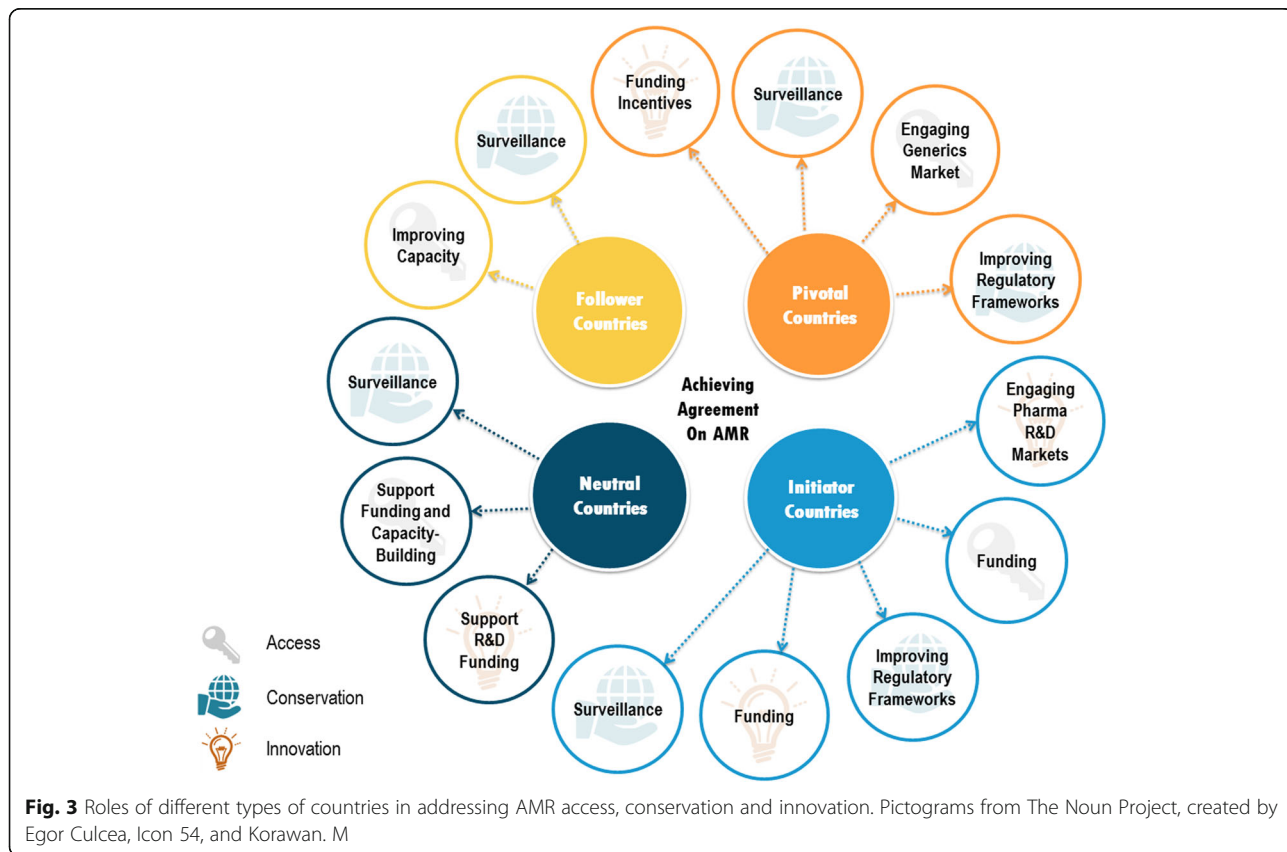 Funding
Incentives
Surveillance
Surveillance
Engaging
Generics
Market
Improving
Capacity
Improving
Regulatory
Frameworks
Follower
Countries
Pivotal
Countries
Surveillance
Achieving
Agreement
On AMR
Engaging
Pharma
R&D
Markets
Neutral
Countries
Initiator
Countries
Support
Funding and
Capacity-
Building
Funding
Support
R&D
Funding
Improving
Regulatory
Frameworks
Surveillance
Funding
Access
Conservation
Innovation
Fig. 3 Roles of different types of countries in addressing AMR access, conservation and innovation. Pictograms from The Noun Project, created by
Egor Culcea, Icon 54, and Korawan. M